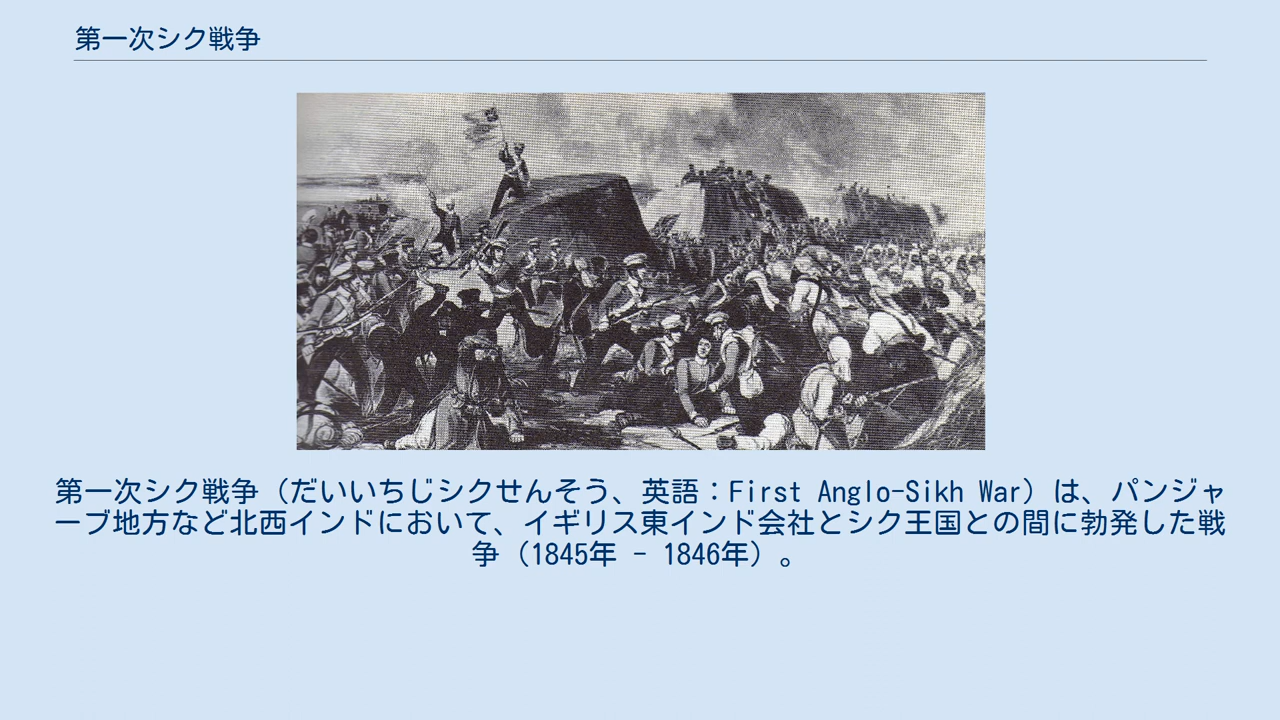 第一次シク戦争
第一次シク戦争（だいいちじシクせんそう、英語：First Anglo-Sikh War）は、パンジャ
ーブ地方など北西インドにおいて、イギリス東インド会社とシク王国との間に勃発した戦
争（1845年 - 1846年）。